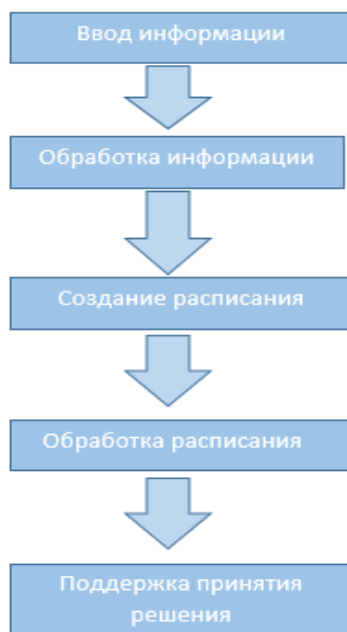 Ввод информации
Обработка информации
Создание расписания
Обработка расписания
Поддержка принятия
решения